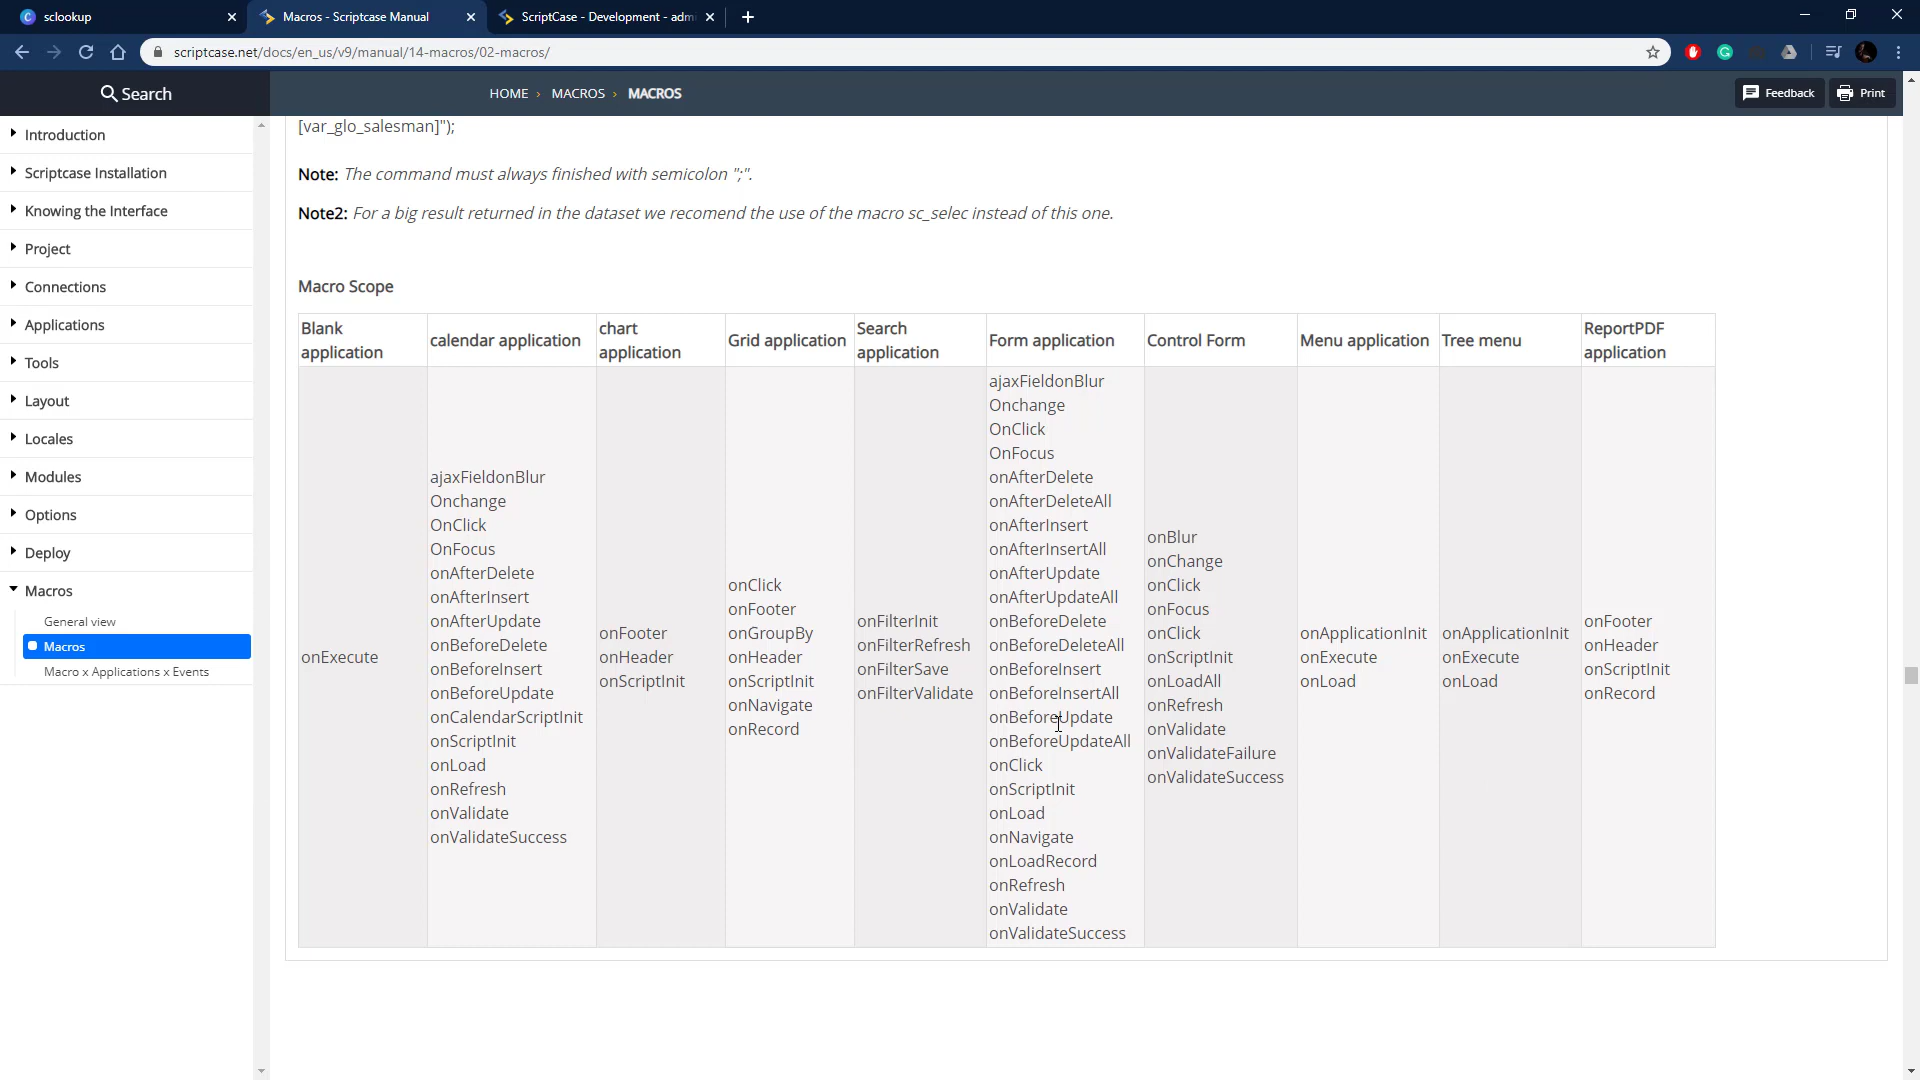 sclookup
Macros - Scriptcase Manual
ScriptCase - Development - admi
scriptcase.net/docs/en_us/v9/manual/14-macros/02-macros/
Search
HOME › MACROS › MACROS
Feedback
Print
Introduction
Scriptcase Installation
Knowing the Interface
Project
Connections
Applications
Tools
Layout
Locales
Modules
Options
Deploy
Macros
General view
Macros
Macro x Applications x Events
[var_glo_salesman]");
Note: The command must always finished with semicolon ";".
Note2: For a big result returned in the dataset we recomend the use of the macro sc_selec instead of this one.
Macro Scope
Blank
application
calendar application
chart
application
Grid application
Search
application
Form application
Control Form
Menu application
Tree menu
ReportPDF
application
onExecute
ajaxFieldonBlur
Onchange
OnClick
OnFocus
onAfterDelete
onAfterInsert
onAfterUpdate
onBeforeDelete
onBeforeInsert
onBeforeUpdate
onCalendarScriptInit
onScriptInit
onLoad
onRefresh
onValidate
onValidateSuccess
onFooter
onHeader
onScriptInit
onClick
onFooter
onGroupBy
onHeader
onScriptInit
onNavigate
onRecord
onFilterInit
onFilterRefresh
onFilterSave
onFilterValidate
ajaxFieldonBlur
Onchange
OnClick
OnFocus
onAfterDelete
onAfterDeleteAll
onAfterInsert
onAfterInsertAll
onAfterUpdate
onAfterUpdateAll
onBeforeDelete
onBeforeDeleteAll
onBeforeInsert
onBeforeInsertAll
onBeforeUpdate
onBeforeUpdateAll
onClick
onScriptInit
onLoad
onNavigate
onLoadRecord
onRefresh
onValidate
onValidateSuccess
onBlur
onChange
onClick
onFocus
onClick
onScriptInit
onLoadAll
onRefresh
onValidate
onValidateFailure
onValidateSuccess
onApplicationInit
onExecute
onLoad
onApplicationInit
onExecute
onLoad
onFooter
onHeader
onScriptInit
onRecord